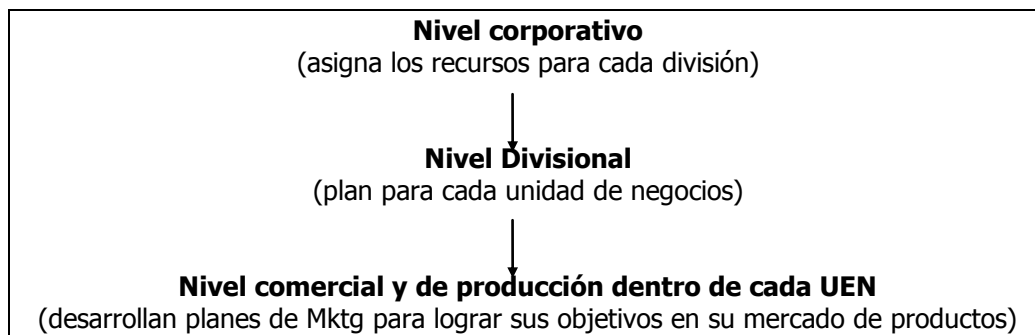 Nivel corporativo
(asigna los recursos para cada división)
Nivel Divisional
(plan para cada unidad de negocios)
Nivel comercial y de producción dentro de cada UEN
(desarrollan planes de Mktg para lograr sus objetivos en su mercado de productos)